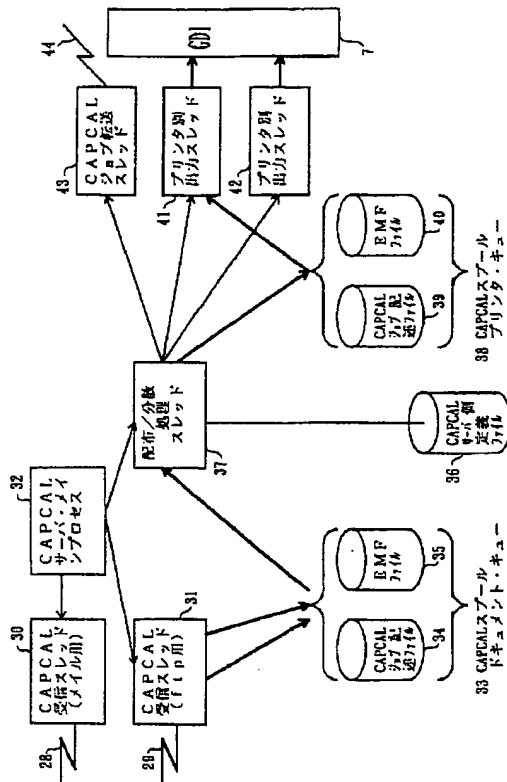 28
30
CAPCAL
受信スレッド
(メイル用)
32
CAPCAL
サーバ・メイ
ンプロセス
29
31
CAPCAL
受信スレッド
(ftp用)
配布/分散
処理
スレッド
37
43
CAPCAL
ジョブ転送
スレッド
44
41
プリンタ別
出力スレッド
42
プリンタ別
出力スレッド
GDI
7
CAPCAL
ジョブ記
述ファイル
34
EMF
ファイル
35
33 CAPCALスプール
ドキュメント・キュー
CAPCAL
サーバ側
定義
ファイル
36
CAPCAL
ジョブ記
述ファイル
39
EMF
ファイル
40
38 CAPCALスプール
プリンタ・キュー